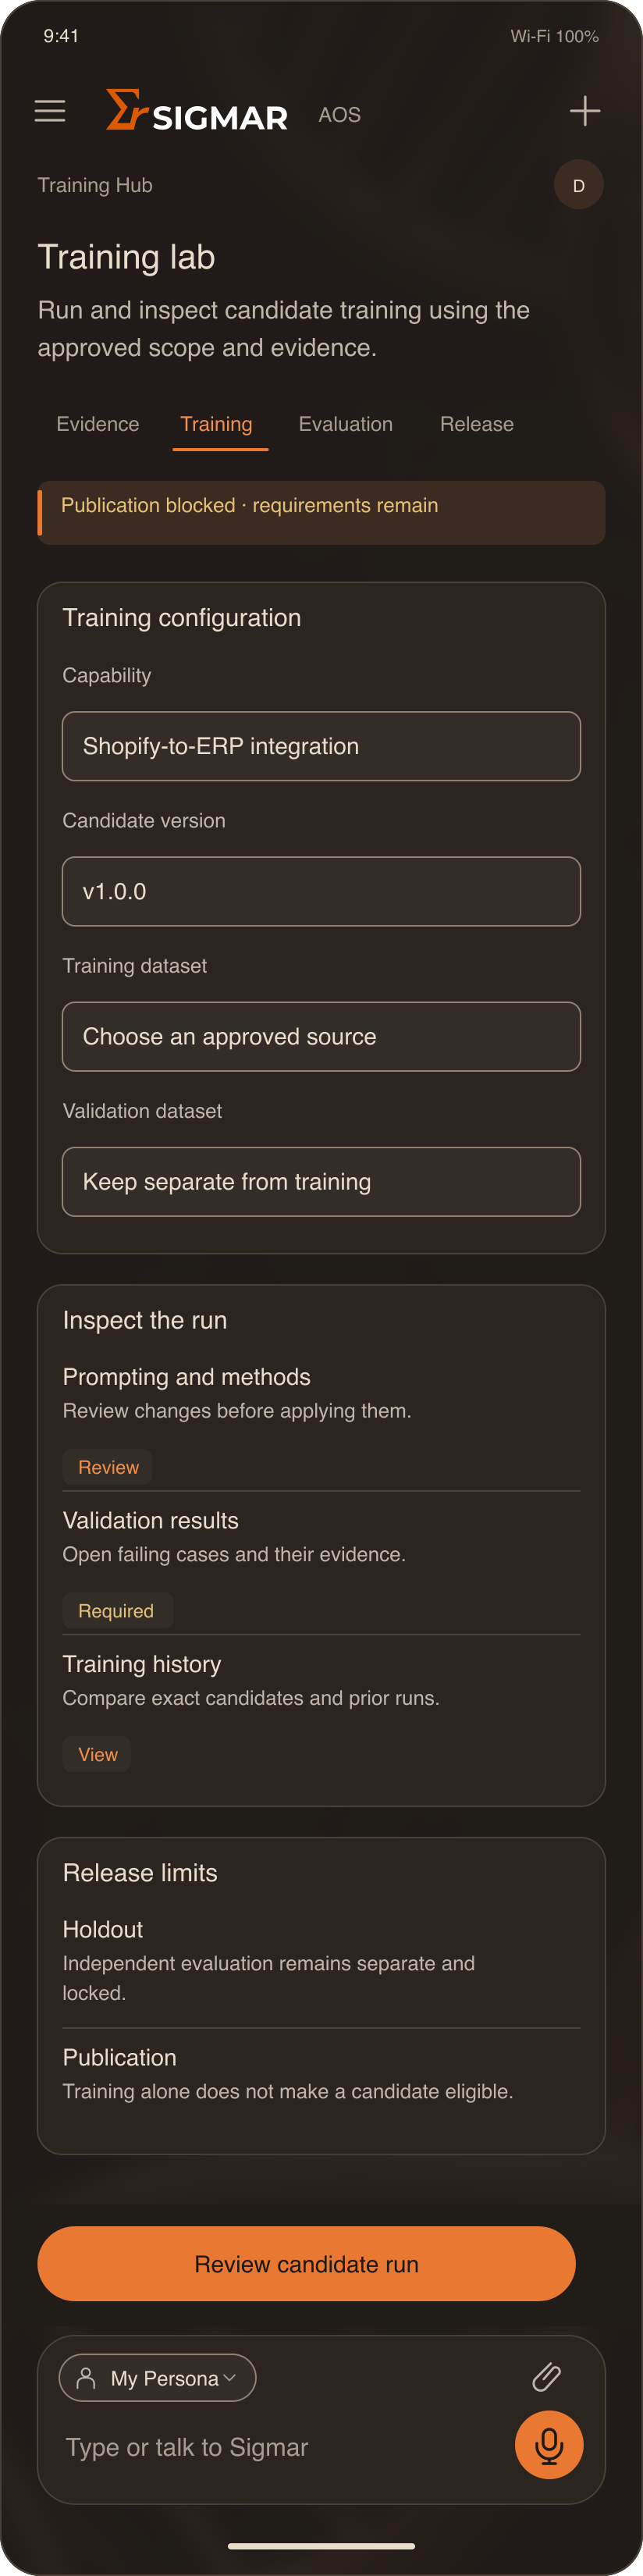 9:41
Wi-Fi 100%
Σr SIGMAR AOS
Training Hub
D
Training lab
Run and inspect candidate training using the
approved scope and evidence.
Evidence Training Evaluation Release
Publication blocked · requirements remain
Training configuration
Capability
Shopify-to-ERP integration
Candidate version
v1.0.0
Training dataset
Choose an approved source
Validation dataset
Keep separate from training
Inspect the run
Prompting and methods
Review changes before applying them.
Review
Validation results
Open failing cases and their evidence.
Required
Training history
Compare exact candidates and prior runs.
View
Release limits
Holdout
Independent evaluation remains separate and
locked.
Publication
Training alone does not make a candidate eligible.
Review candidate run
My Persona
Type or talk to Sigmar